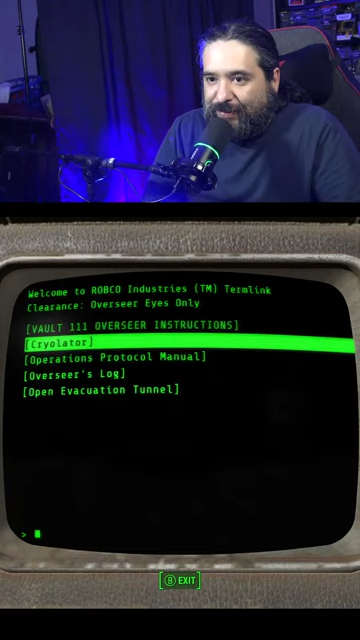 Welcome to ROBCO Industries (TM) Termlink
Clearance: Overseer Eyes Only
[VAULT 111 OVERSEER INSTRUCTIONS]
[Cryolator]
[Operations Protocol Manual]
[Overseer's Log]
[Open Evacuation Tunnel]
>
Ⓑ EXIT